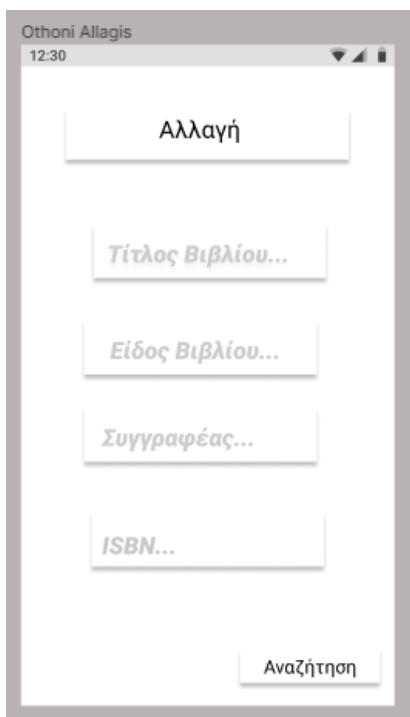 Othoni Allagis
12:30
Αλλαγή
Τίτλος Βιβλίου...
Είδος Βιβλίου...
Συγγραφέας...
ISBN...
Αναζήτηση